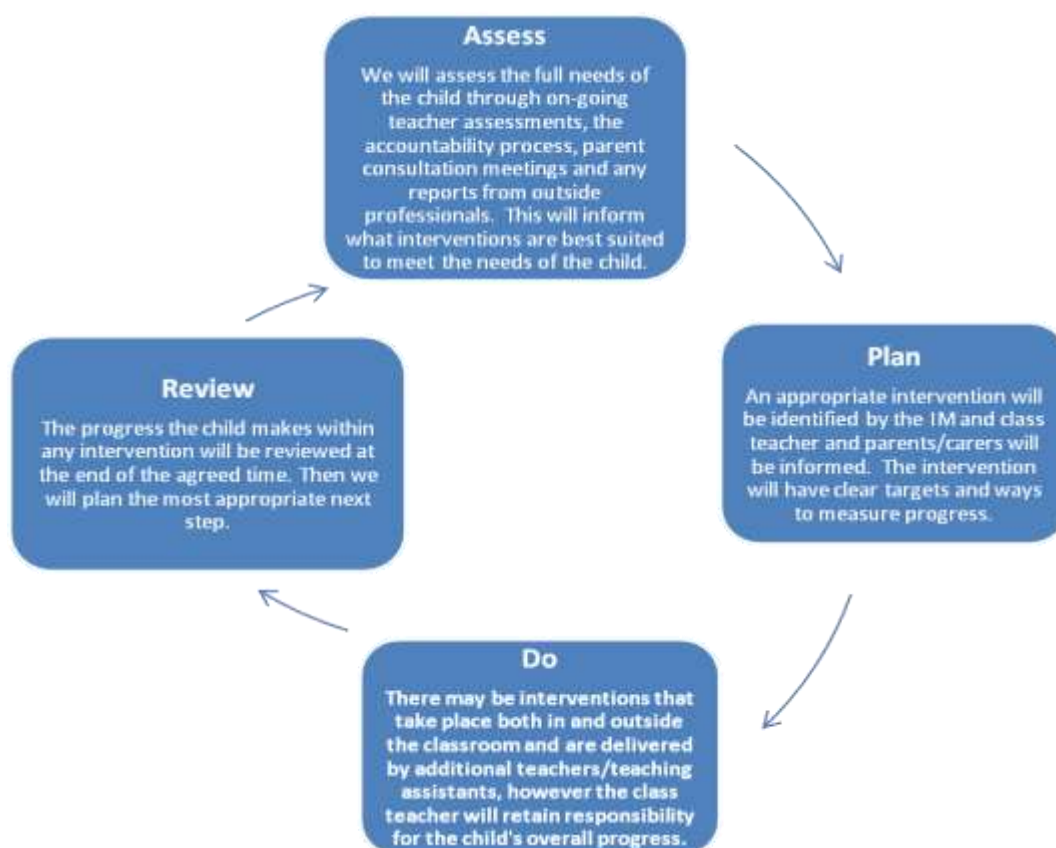 Assess
We will assess the full needs of
the child through on-going
teacher assessments, the
accountability process, parent
consultation meetings and any
reports from outside
professionals.  This will inform
what interventions are best suited
to meet the needs of the child.
Plan
An appropriate intervention will
be identified by the IM and class
teacher and parents/carers will
be informed.  The intervention
will have clear targets and ways
to measure progress.
Do
There may be interventions that
take place both in and outside
the classroom and are delivered
by additional teachers/teaching
assistants, however the class
teacher will retain responsibility
for the child's overall progress.
Review
The progress the child makes within
any intervention will be reviewed at
the end of the agreed time. Then we
will plan the most appropriate next
step.